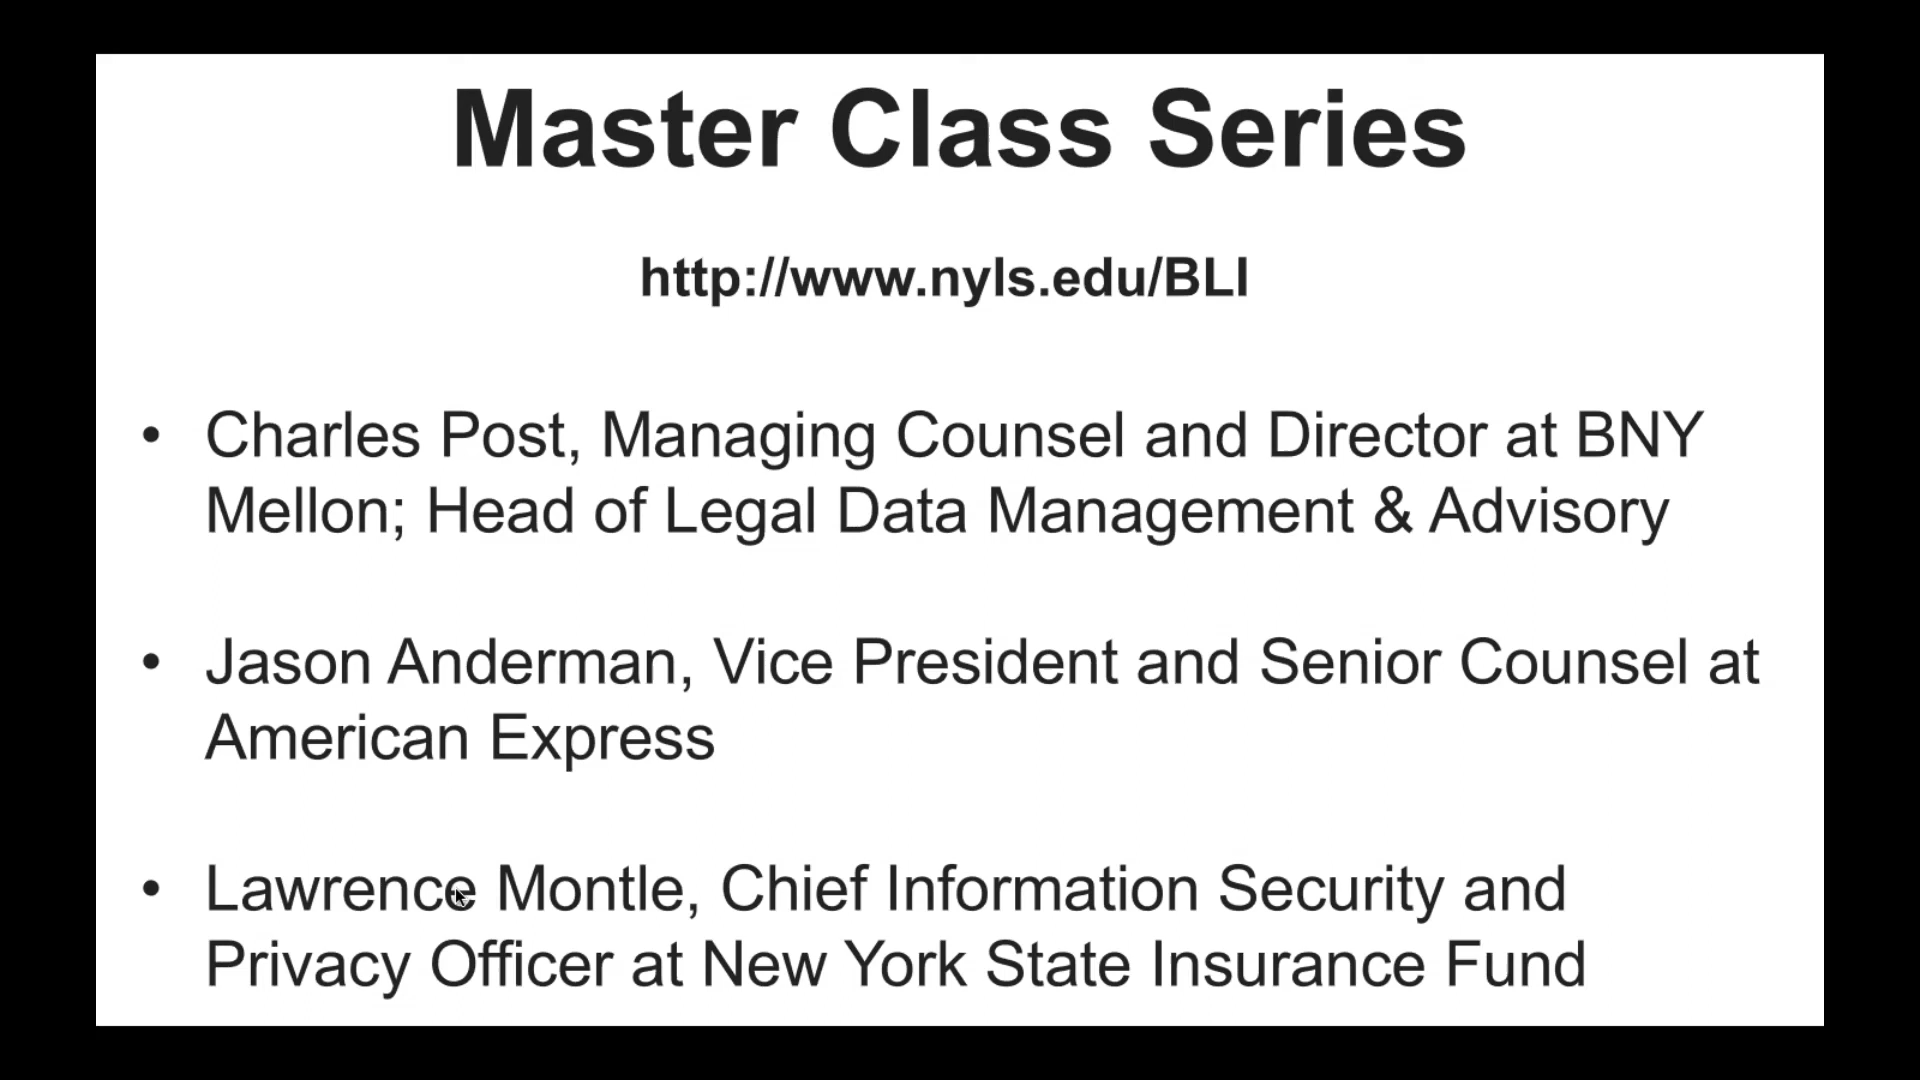 Master Class Series
http://www.nyls.edu/BLI
• Charles Post, Managing Counsel and Director at BNY
Mellon; Head of Legal Data Management & Advisory
• Jason Anderman, Vice President and Senior Counsel at
American Express
• Lawrence Montle, Chief Information Security and
Privacy Officer at New York State Insurance Fund